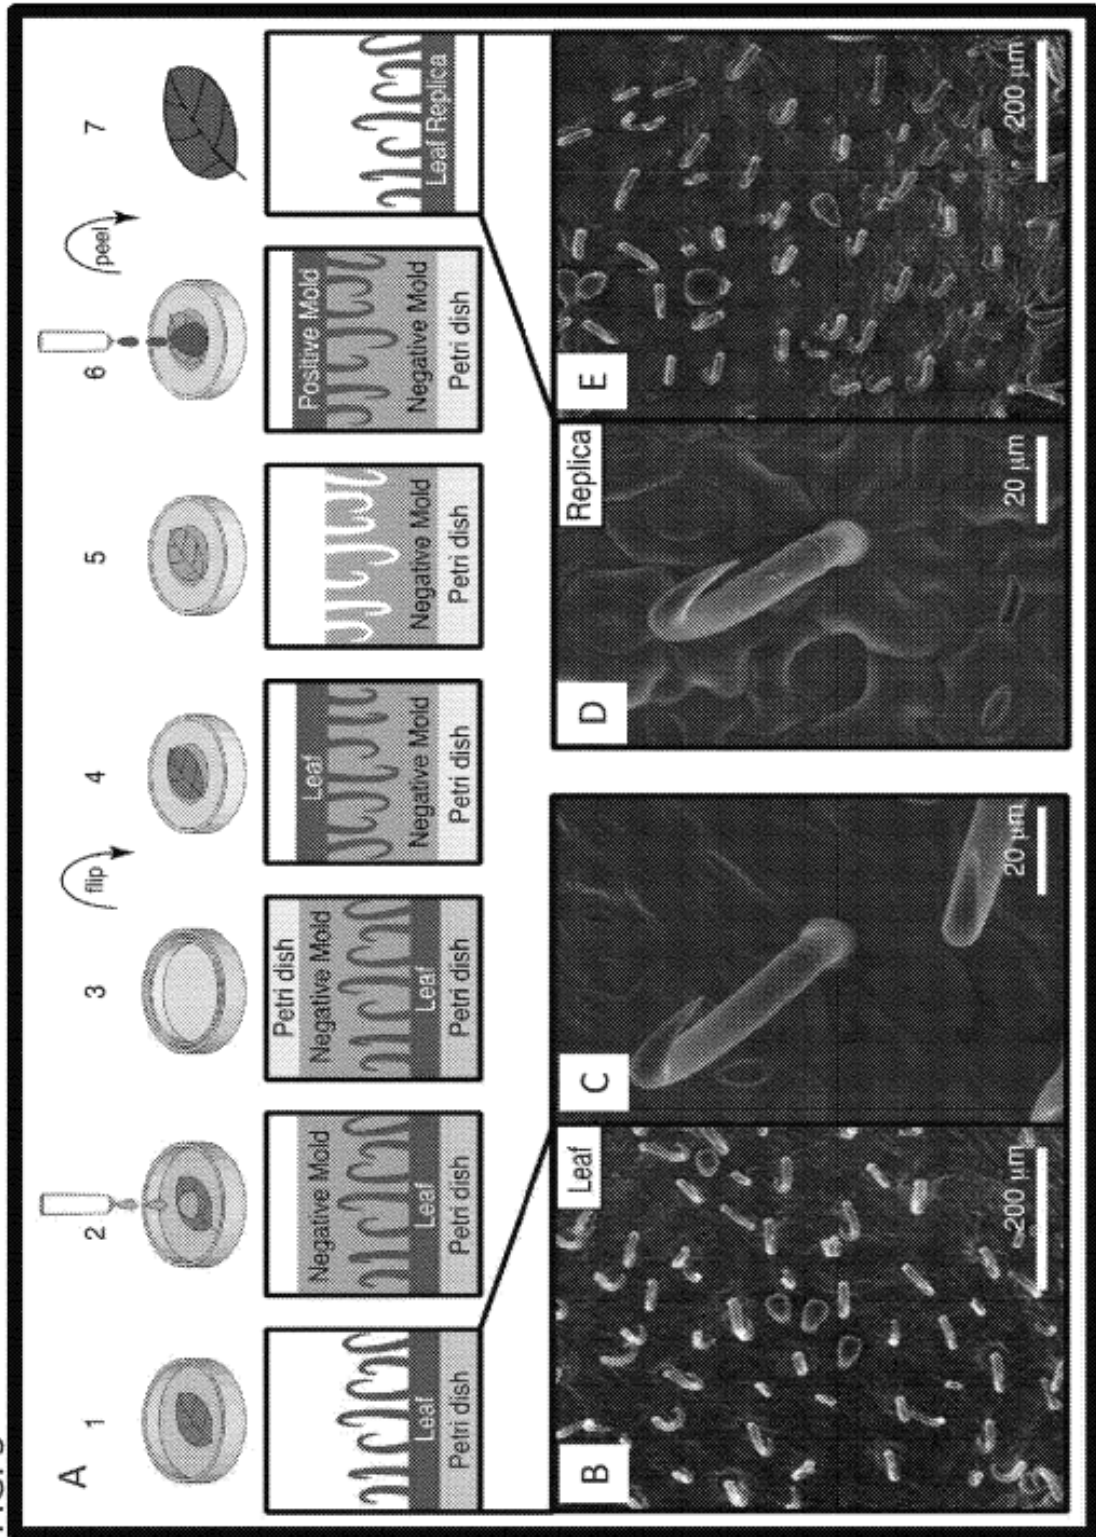 A
1
2
3
flip
4
5
6
peel
7
Leaf
Petri dish
Negative Mold
Leaf
Petri dish
Petri dish
Negative Mold
Leaf
Petri dish
Leaf
Negative Mold
Petri dish
Negative Mold
Petri dish
Positive Mold
Negative Mold
Petri dish
Leaf Replica
B
Leaf
200 µm
C
20 µm
D
Replica
20 µm
E
200 µm